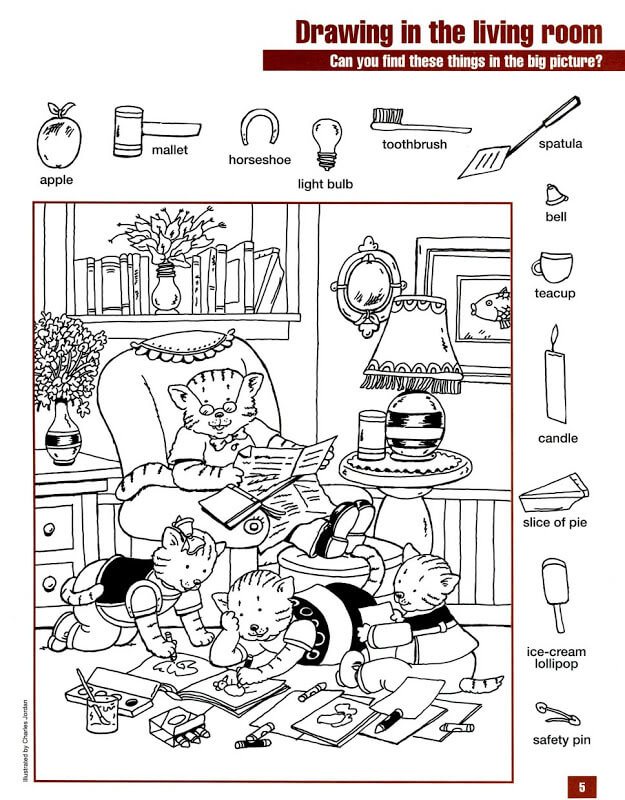 Drawing in the living room
Can you find these things in the big picture?
apple
mallet
horseshoe
light bulb
toothbrush
spatula
bell
teacup
candle
slice of pie
ice-cream
lollipop
safety pin
Illustrated by Charles Jordan
5